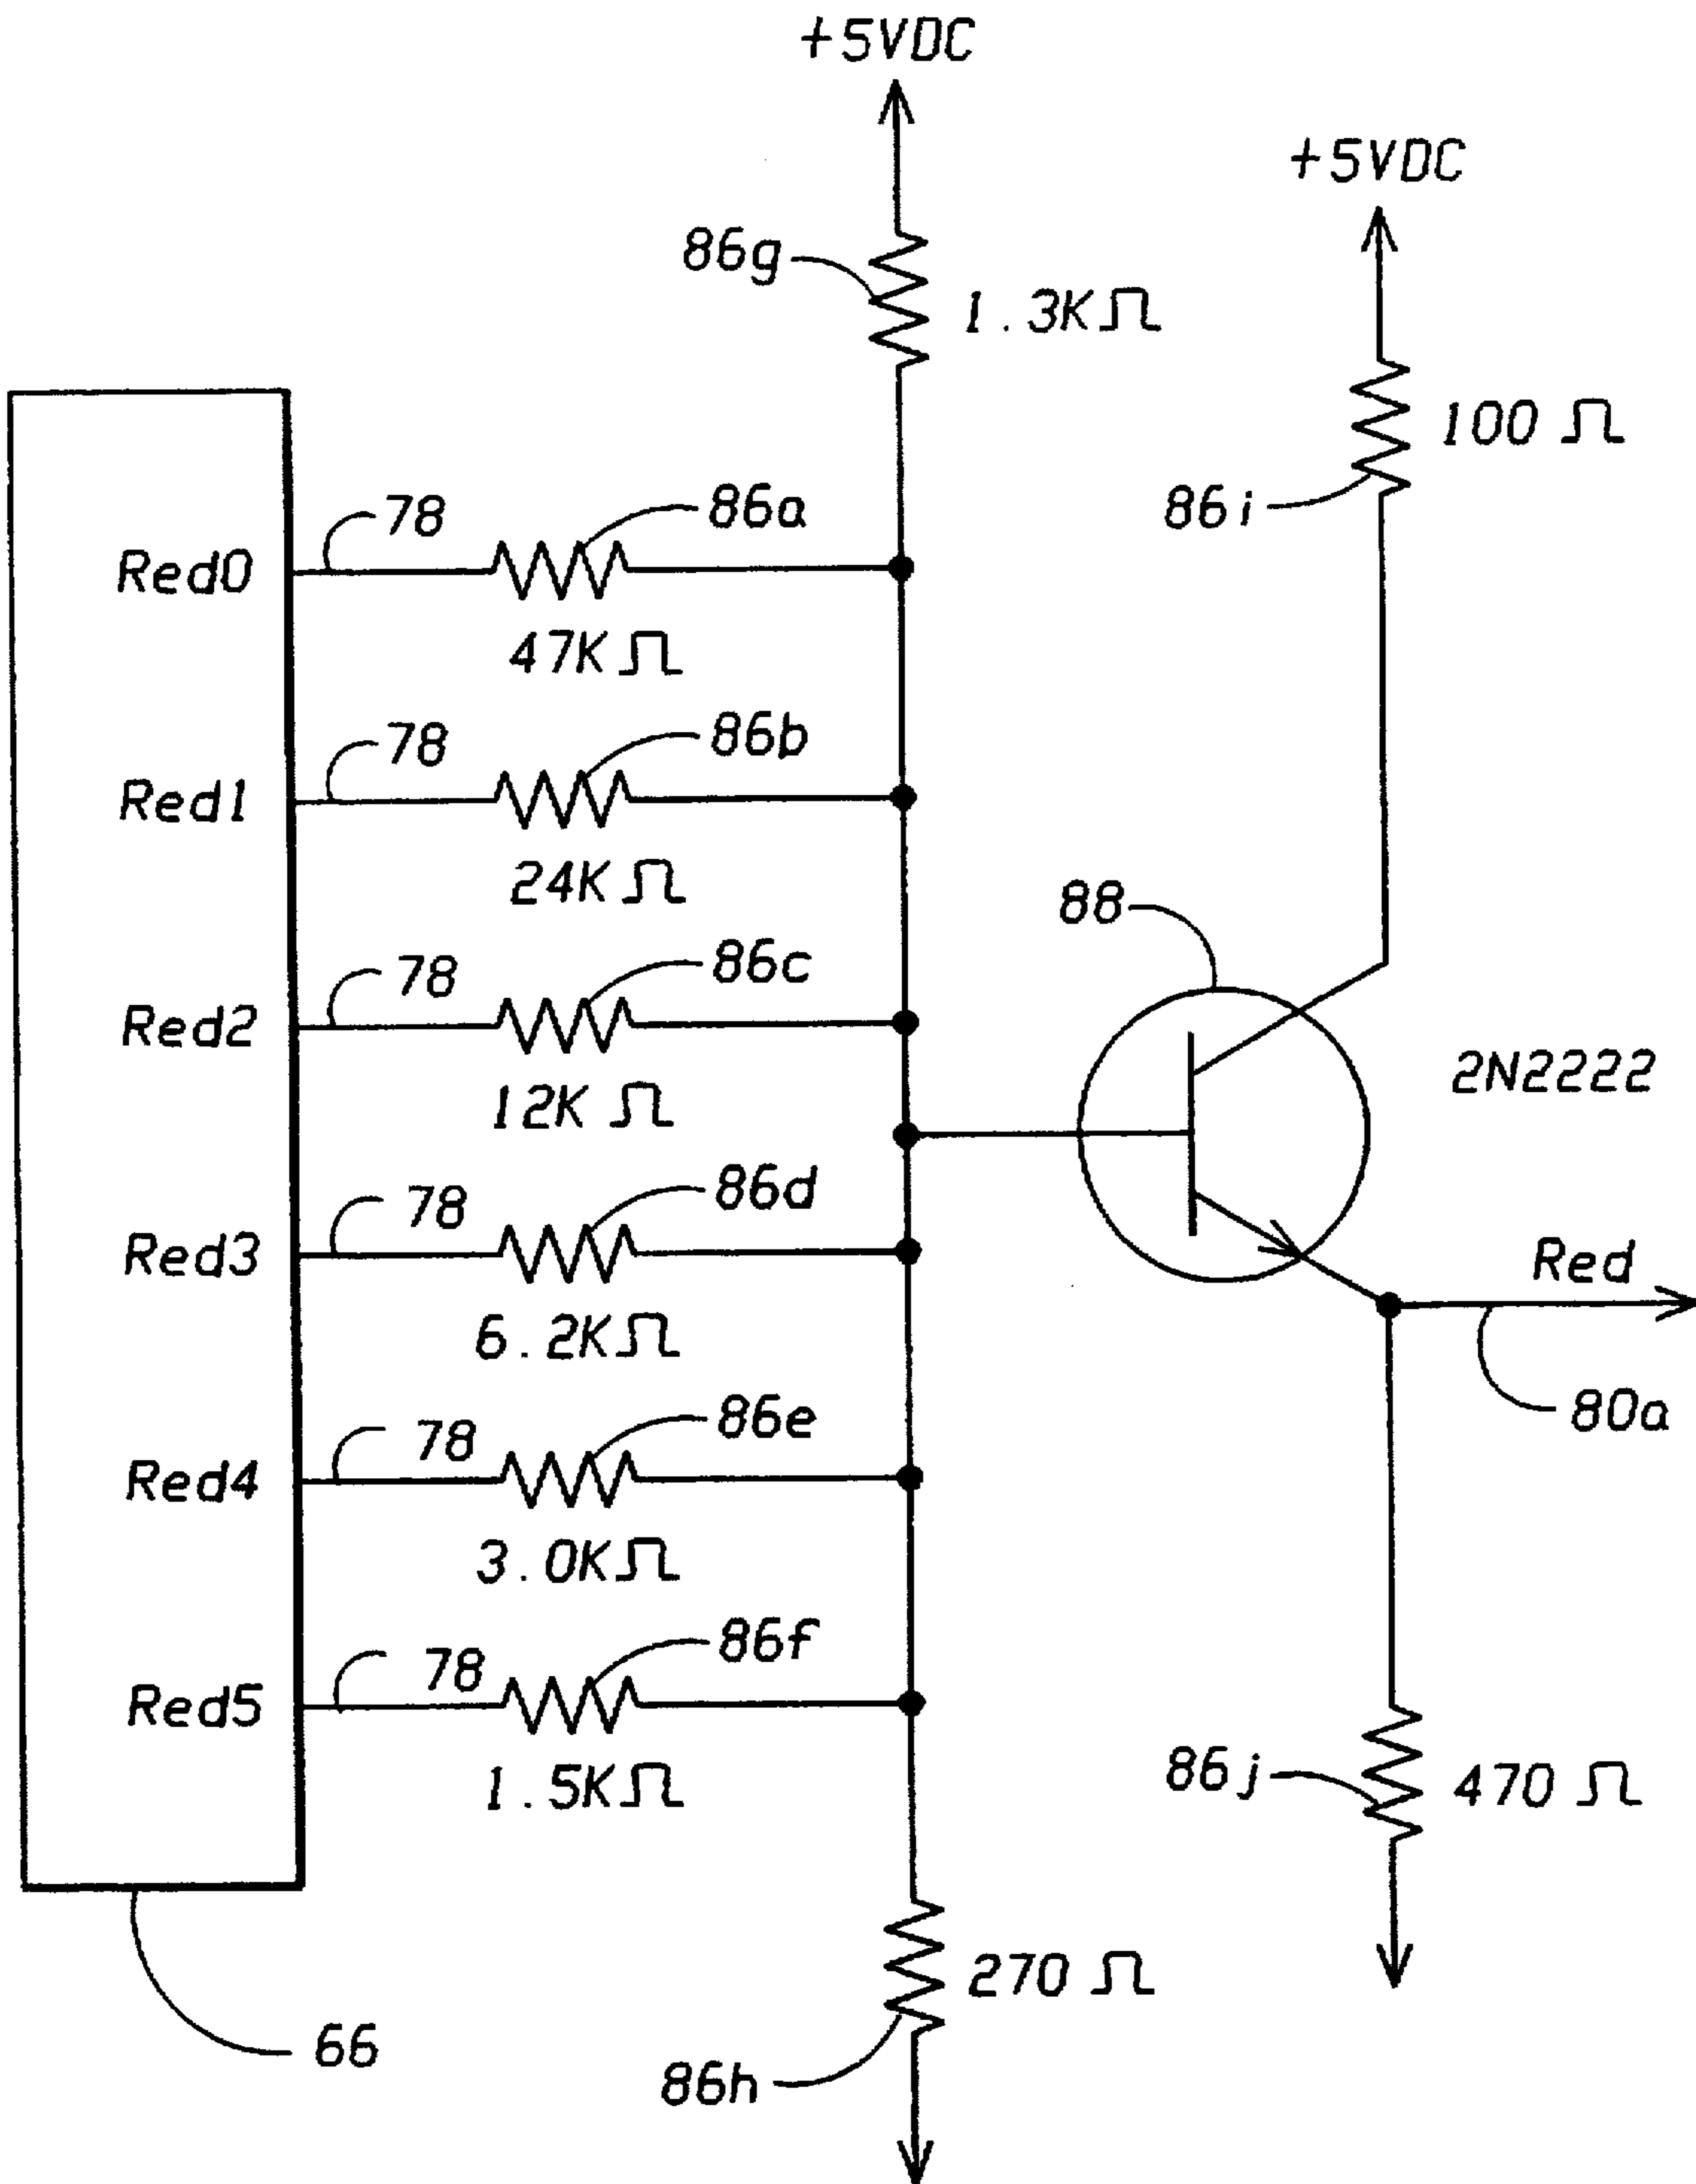 +5VDC
+5VDC
86g
1.3KΩ
100 Ω
86i
78
86a
Red0
47KΩ
78
86b
Red1
24KΩ
88
78
86c
Red2
12KΩ
2N2222
78
86d
Red3
Red
6.2KΩ
80a
78
86e
Red4
3.0KΩ
78
86f
Red5
1.5KΩ
86j
470 Ω
270 Ω
66
86h